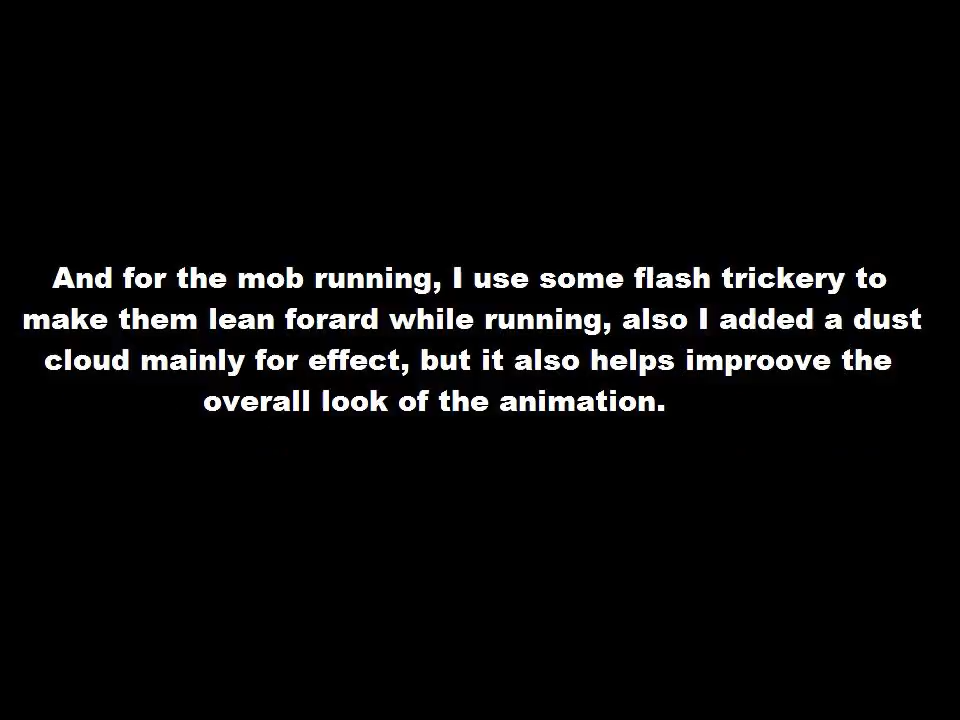 And for the mob running, I use some flash trickery to
make them lean forard while running, also I added a dust
cloud mainly for effect, but it also helps improove the
overall look of the animation.